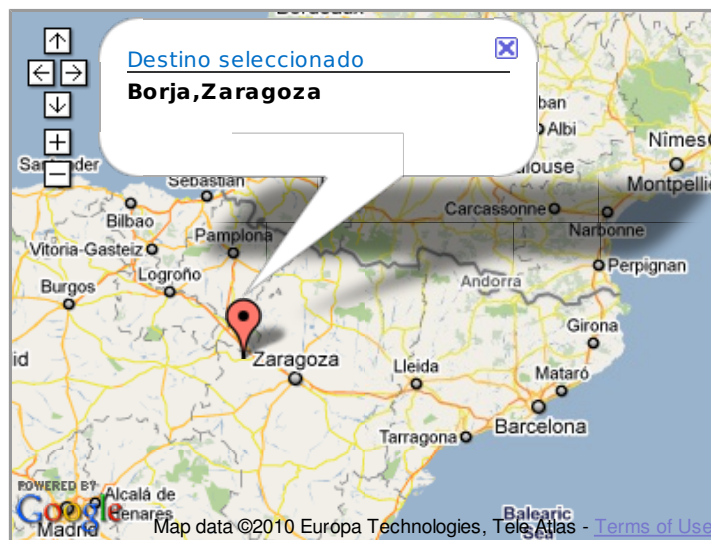 Destino seleccionado
Borja,Zaragoza
Albi
Nîmes
Carcassonne
Narbonne
Bilbao
Pamplona
Vitoria-Gasteiz
Logroño
Perpignan
Andorra
Burgos
Girona
Zaragoza
Lleida
Mataró
Barcelona
Tarragona
POWERED BY
Google
Alcalá de
Henares
Madrid
Balearic
Sea
Map data ©2010 Europa Technologies, Tele Atlas - Terms of Use